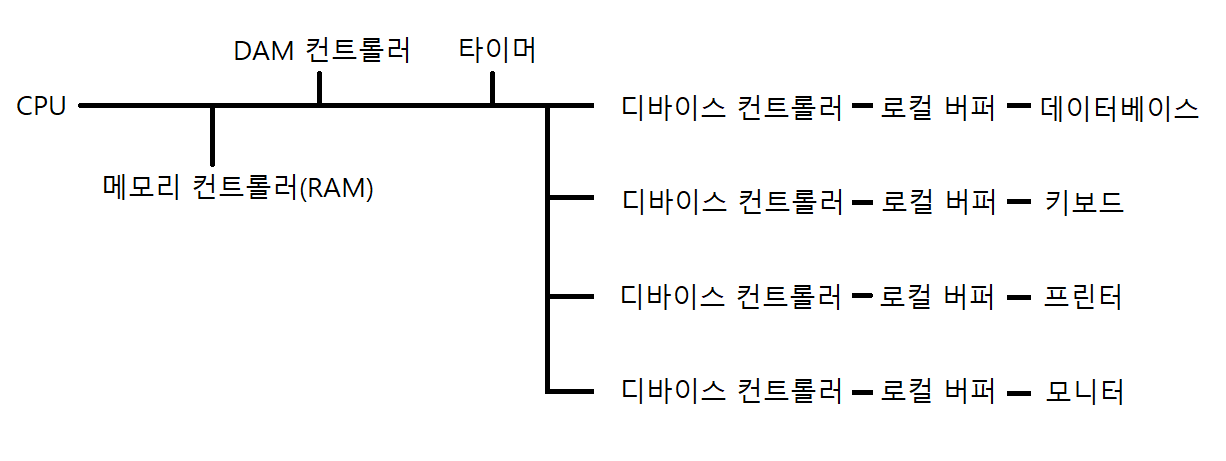 DAM 컨트롤러 타이머
CPU
메모리 컨트롤러(RAM)
디바이스 컨트롤러 로컬 버퍼 데이터베이스
디바이스 컨트롤러 로컬 버퍼 키보드
디바이스 컨트롤러 로컬 버퍼 프린터
디바이스 컨트롤러 로컬 버퍼 모니터